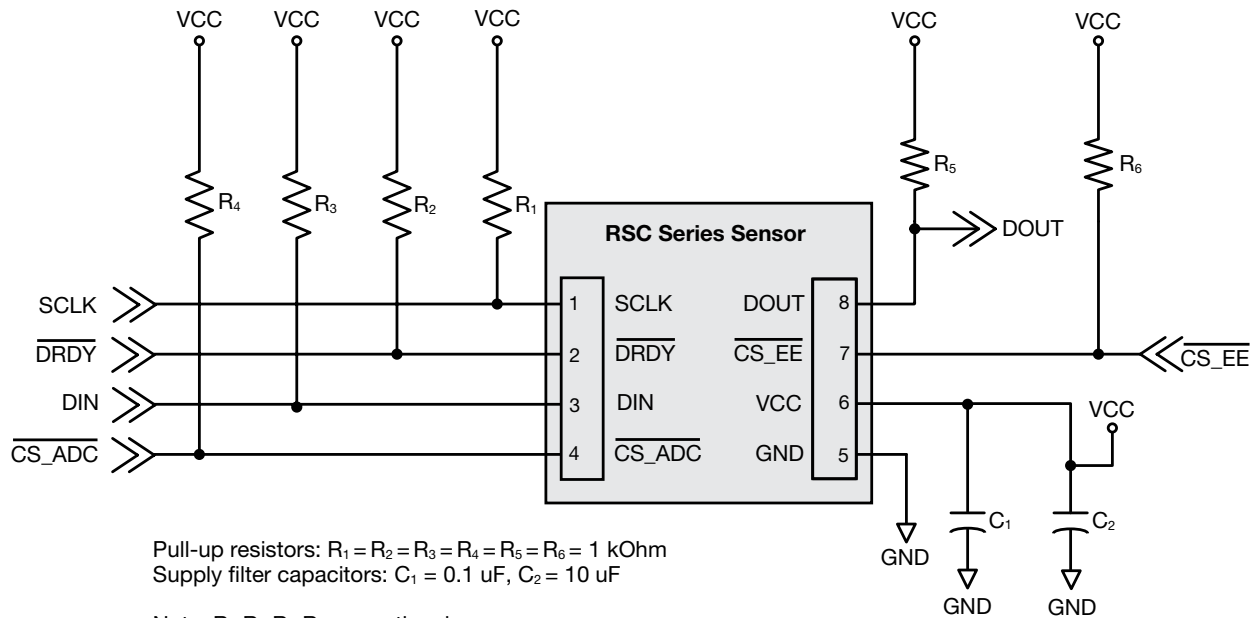 VCC VCC VCC VCC VCC VCC
R₄ R₃ R₂ R₁ R₅ R₆
RSC Series Sensor
DOUT
SCLK 1 SCLK DOUT 8
DRDY 2 DRDY CS_EE 7 CS_EE
DIN 3 DIN VCC 6 VCC
CS_ADC 4 CS_ADC GND 5
C₁ C₂
GND
GND GND
Pull-up resistors: R₁ = R₂ = R₃ = R₄ = R₅ = R₆ = 1 kOhm
Supply filter capacitors: C₁ = 0.1 uF, C₂ = 10 uF